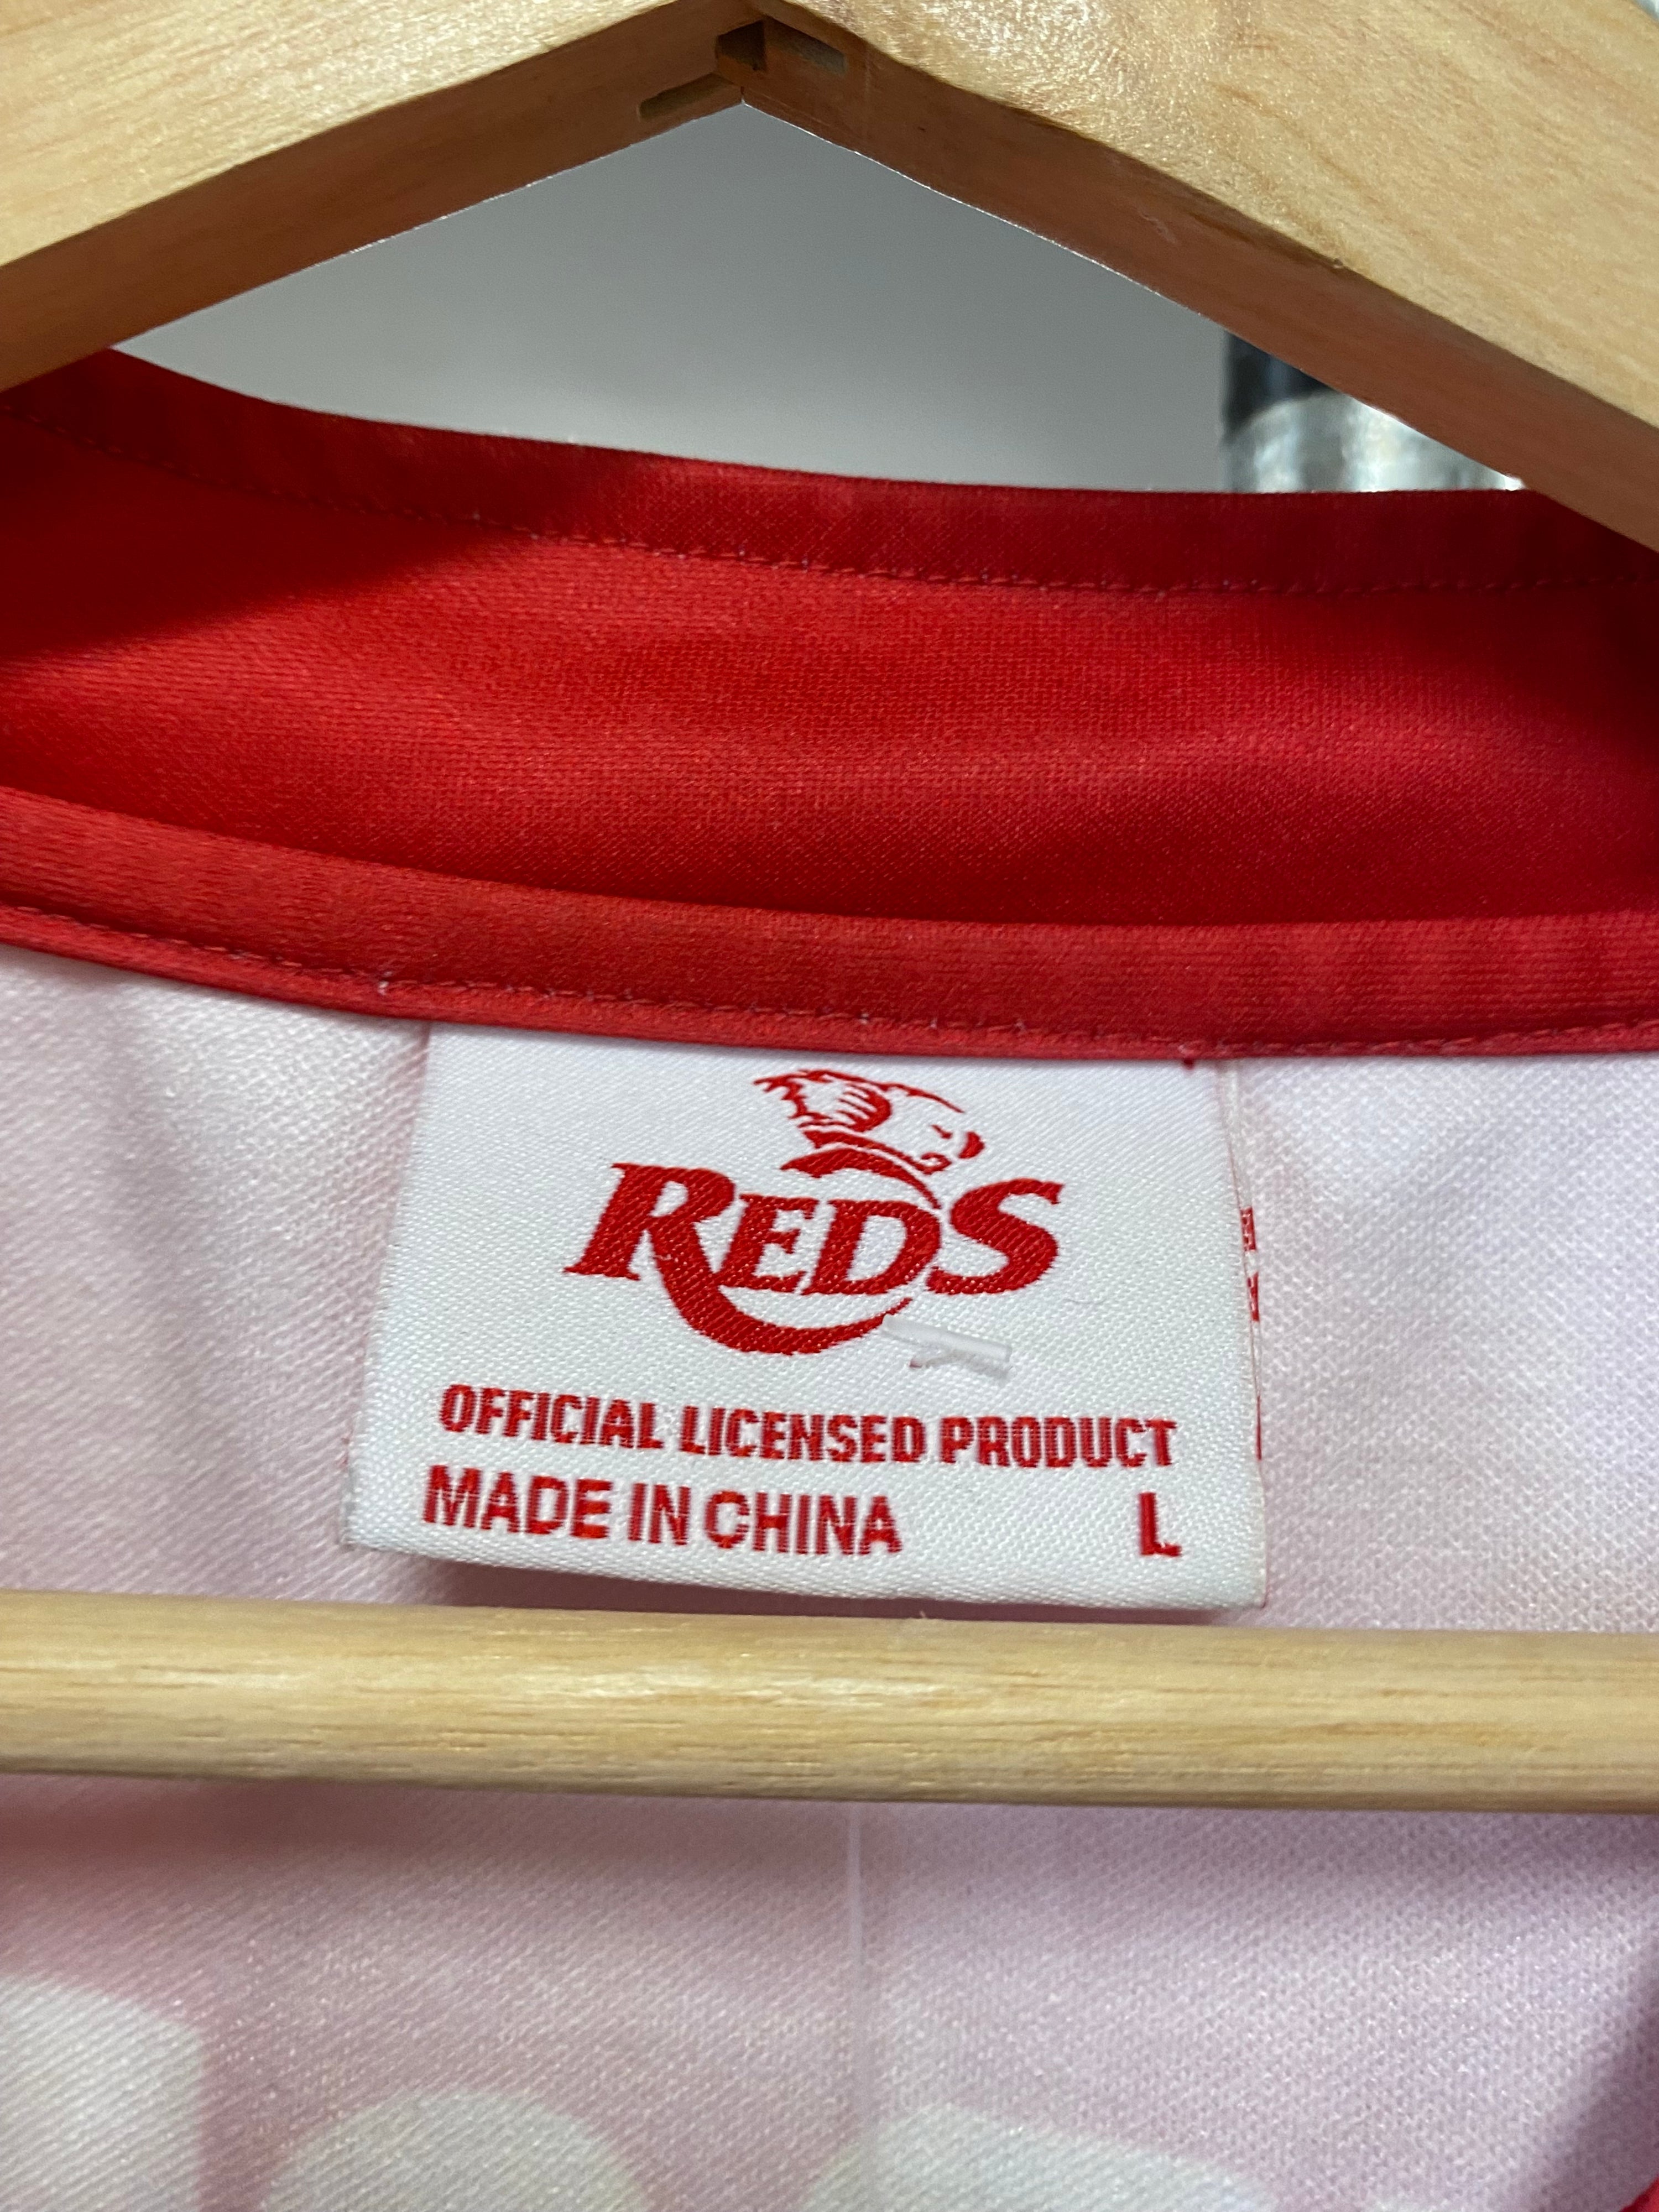 REDS
OFFICIAL LICENSED PRODUCT
MADE IN CHINA L